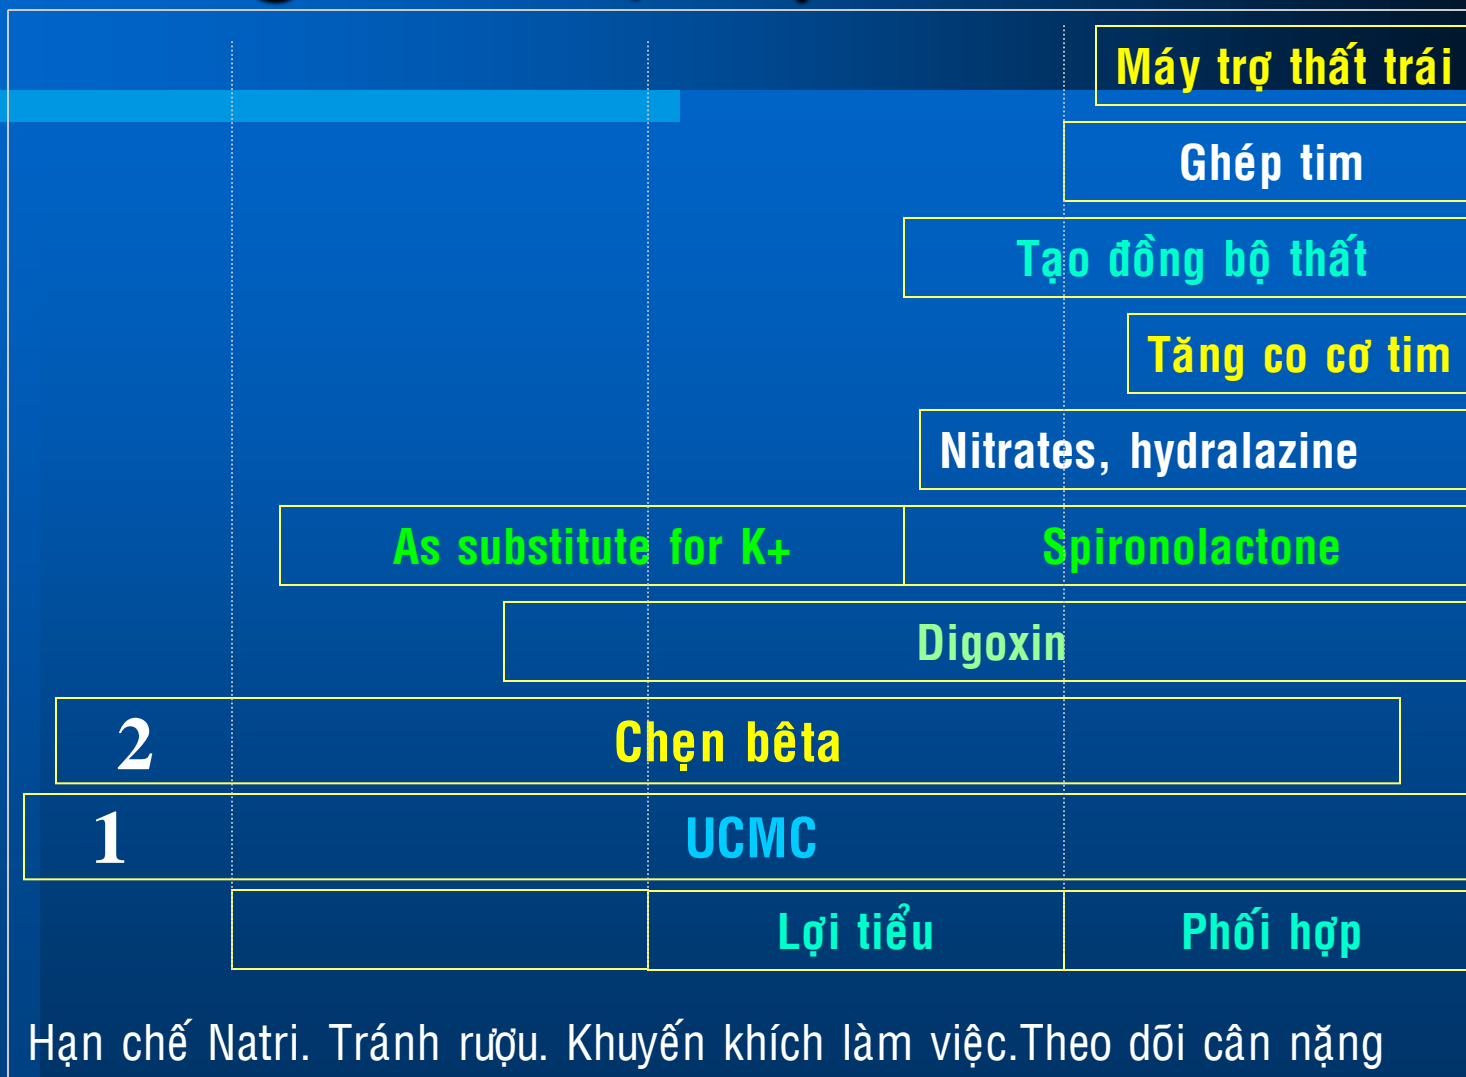 Máy trợ thất trái
Ghép tim
Tạo đồng bộ thất
Tăng co cơ tim
Nitrates, hydralazine
As substitute for K+
Spironolactone
Digoxin
2
Chẹn bêta
1
UCMC
Lợi tiểu
Phối hợp
Hạn chế Natri. Tránh rượu. Khuyến khích làm việc.Theo dõi cân nặng